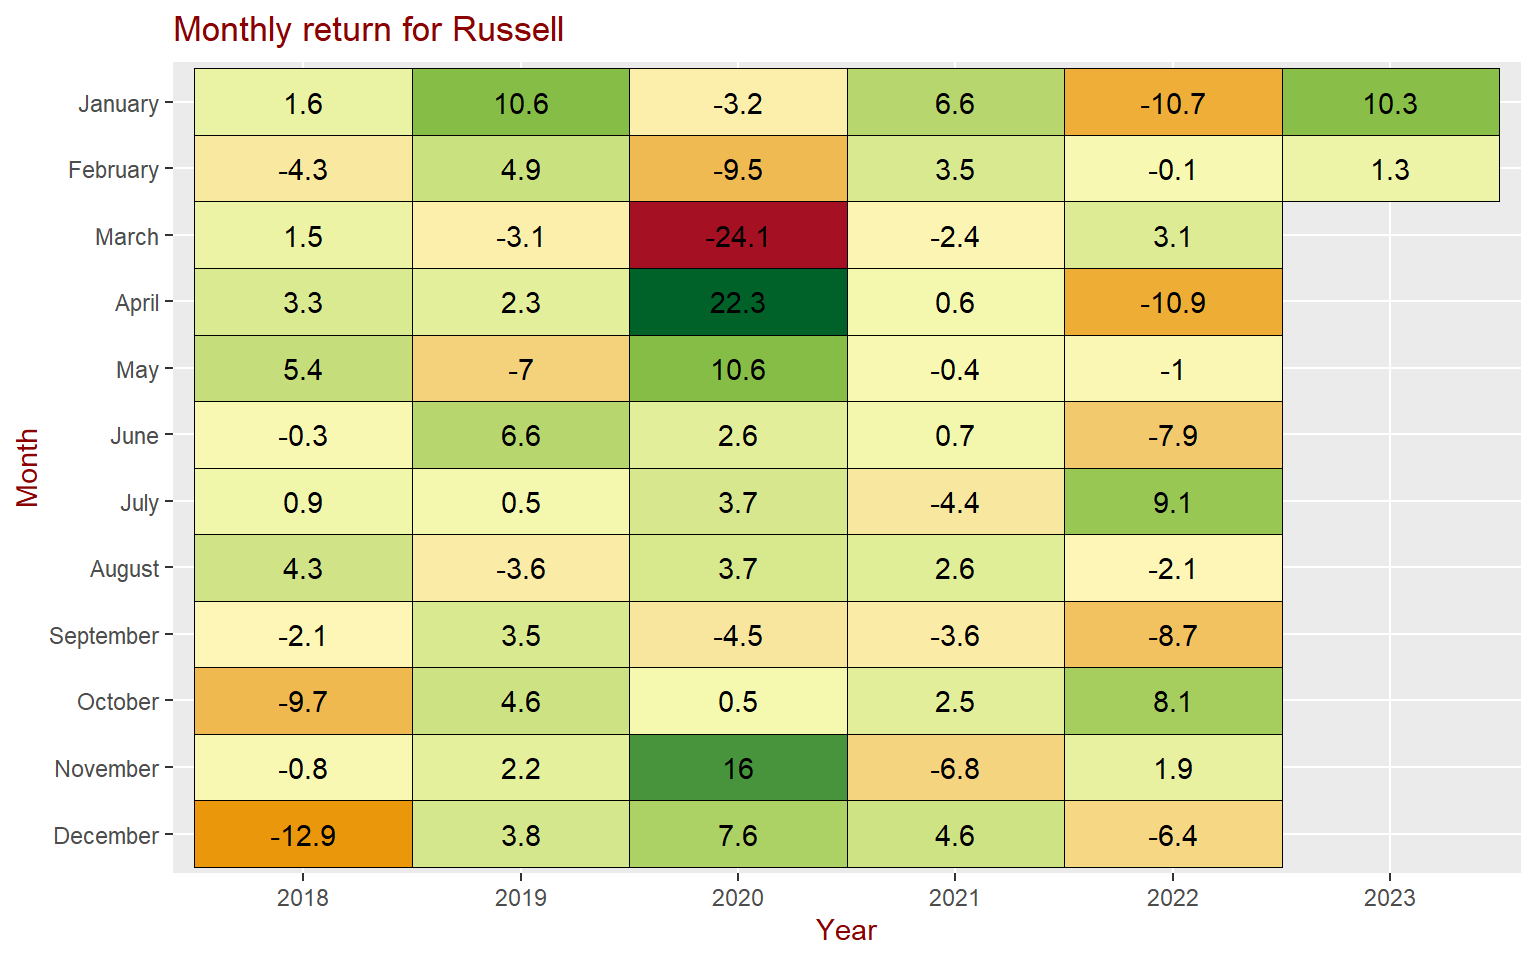 Monthly return for Russell
January 1.6 10.6 -3.2 6.6 -10.7 10.3
February -4.3 4.9 -9.5 3.5 -0.1 1.3
March 1.5 -3.1 -24.1 -2.4 3.1
April 3.3 2.3 22.3 0.6 -10.9
May 5.4 -7 10.6 -0.4 -1
June -0.3 6.6 2.6 0.7 -7.9
July 0.9 0.5 3.7 -4.4 9.1
August 4.3 -3.6 3.7 2.6 -2.1
September -2.1 3.5 -4.5 -3.6 -8.7
October -9.7 4.6 0.5 2.5 8.1
November -0.8 2.2 16 -6.8 1.9
December -12.9 3.8 7.6 4.6 -6.4
2018 2019 2020 2021 2022 2023
Year
Month